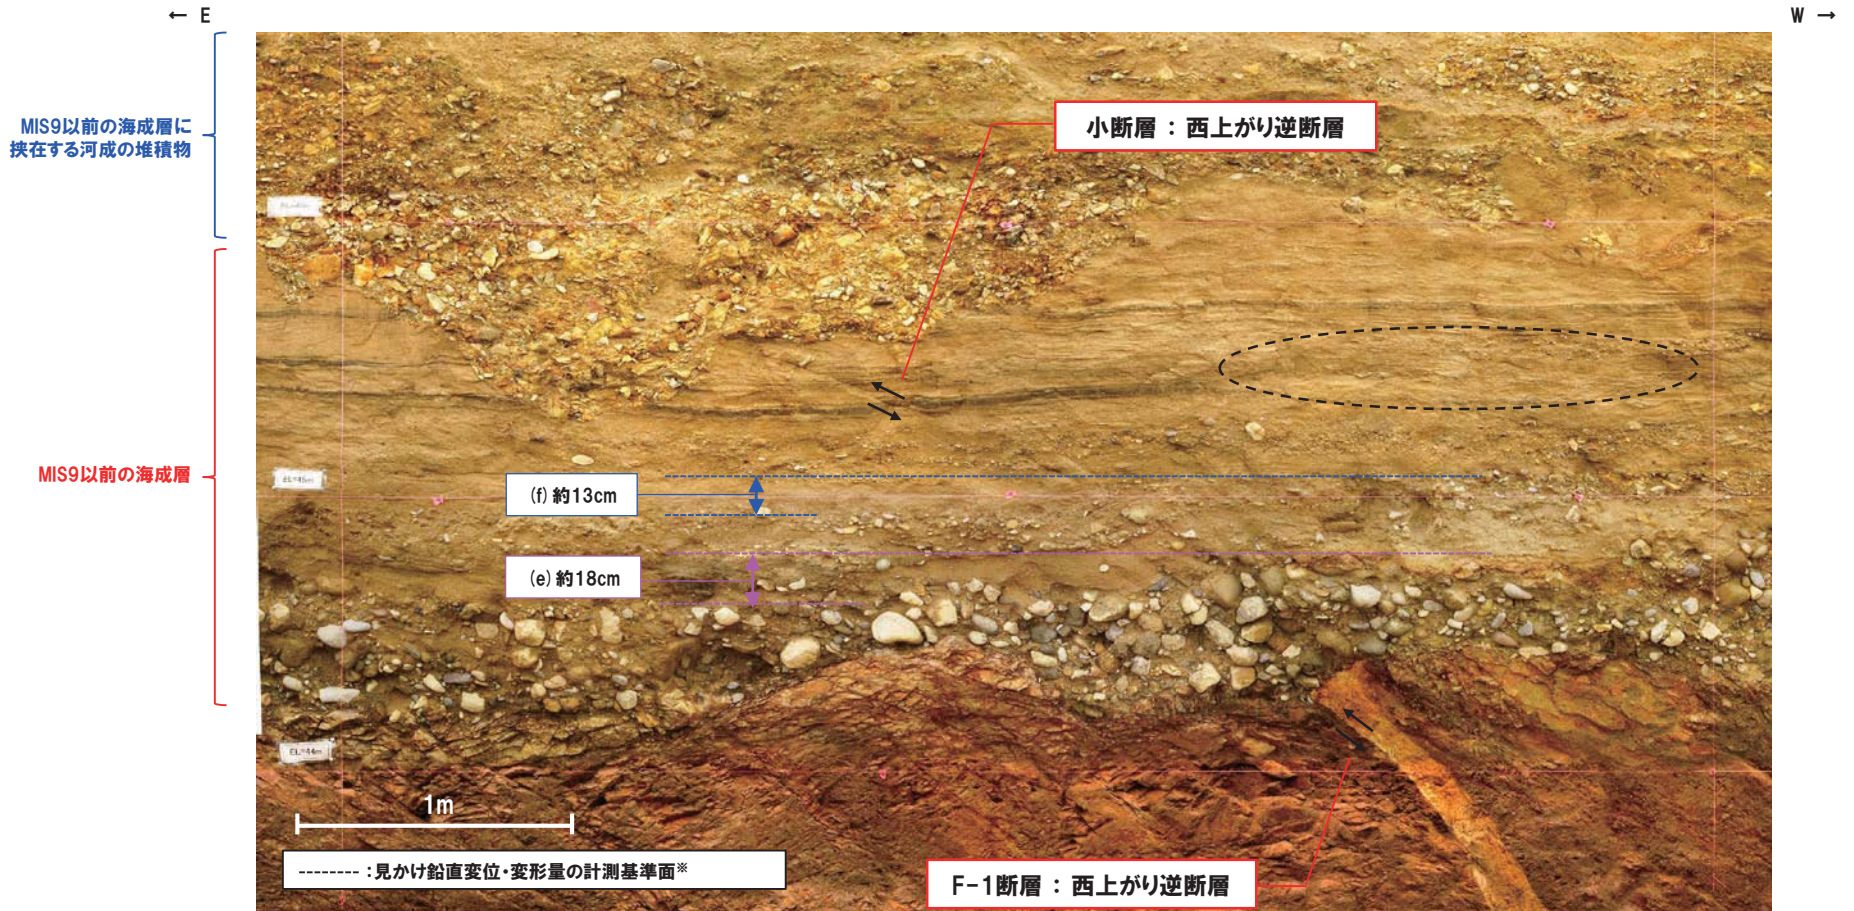 ← E
W →
MIS9以前の海成層に
挟在する河成の堆積物
小断層 : 西上がり逆断層
MIS9以前の海成層
EL=45m
(f) 約13cm
(e) 約18cm
EL=44m
1m
-------- :見かけ鉛直変位・変形量の計測基準面※
F-1断層 : 西上がり逆断層